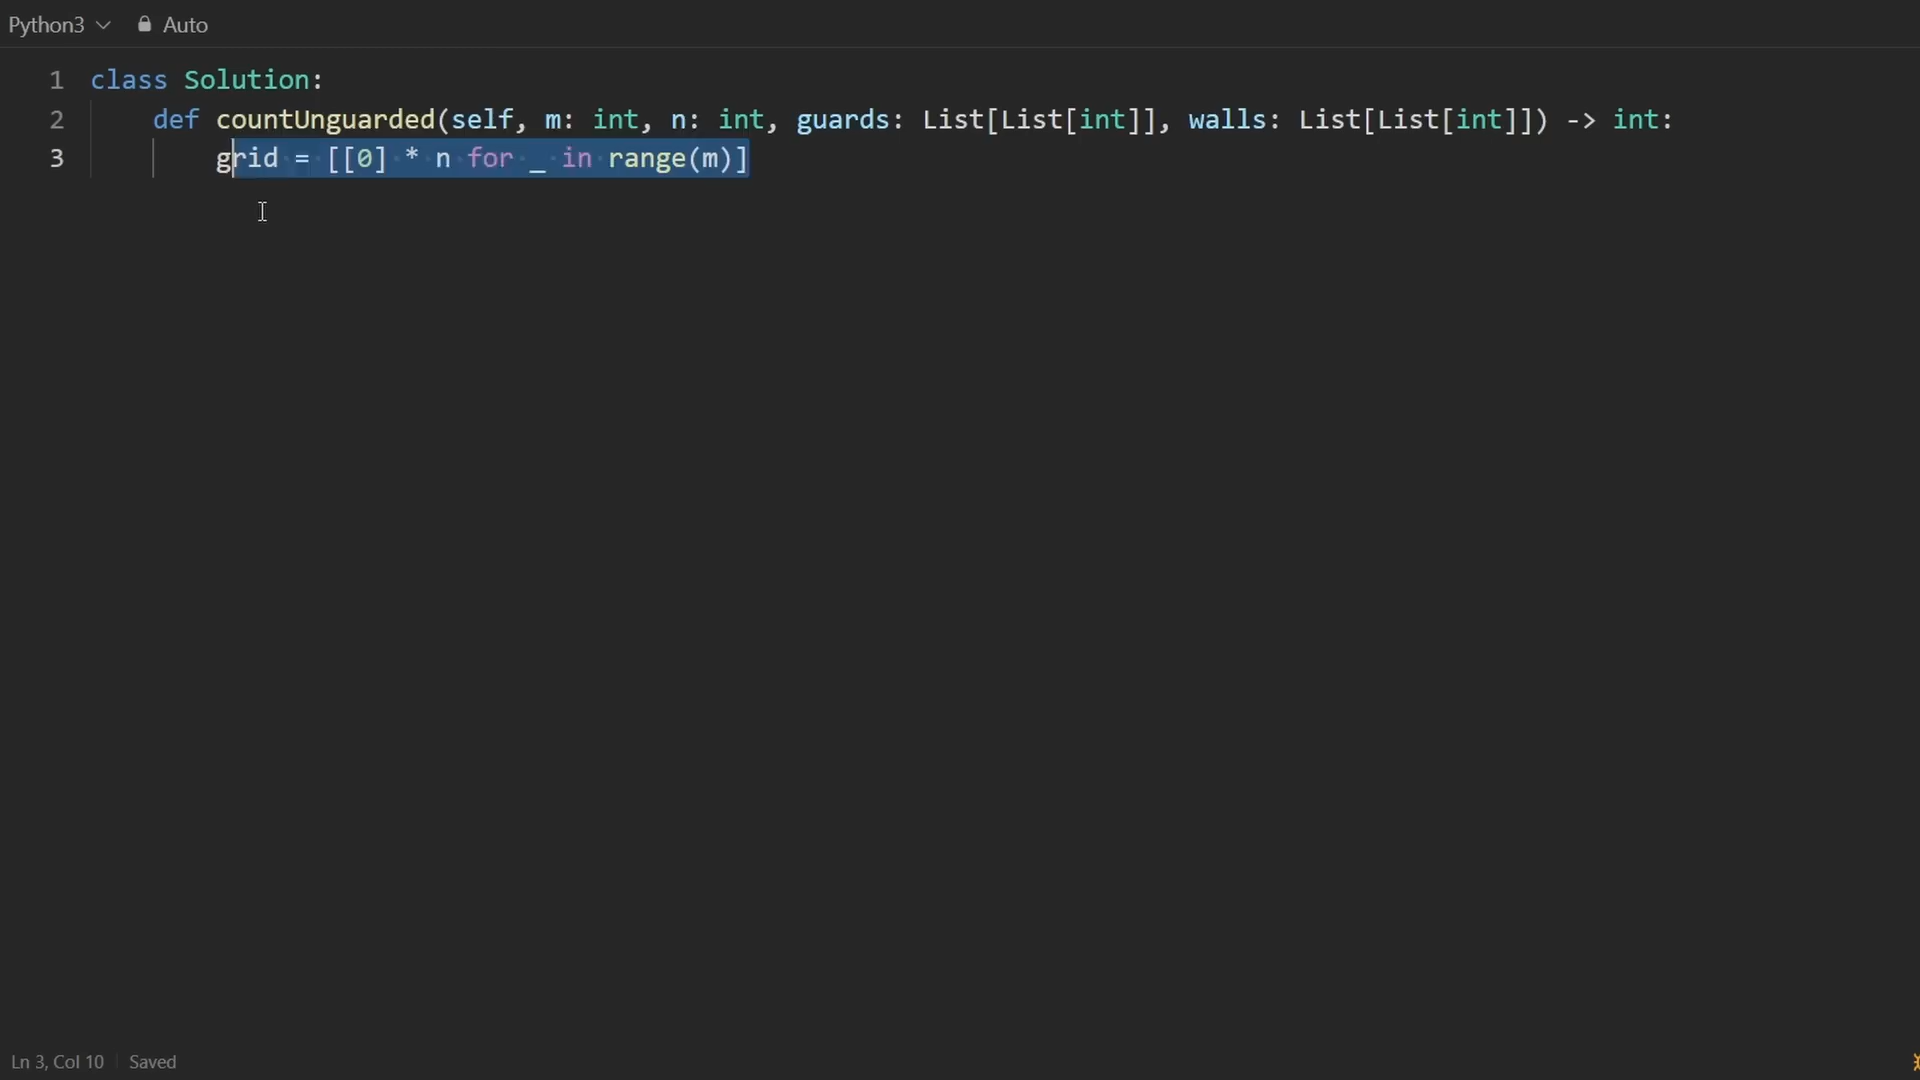 Python3 Auto
1 class Solution:
2 def countUnguarded(self, m: int, n: int, guards: List[List[int]], walls: List[List[int]]) -> int:
3 grid = [[0] * n for _ in range(m)]
Ln 3, Col 10 Saved